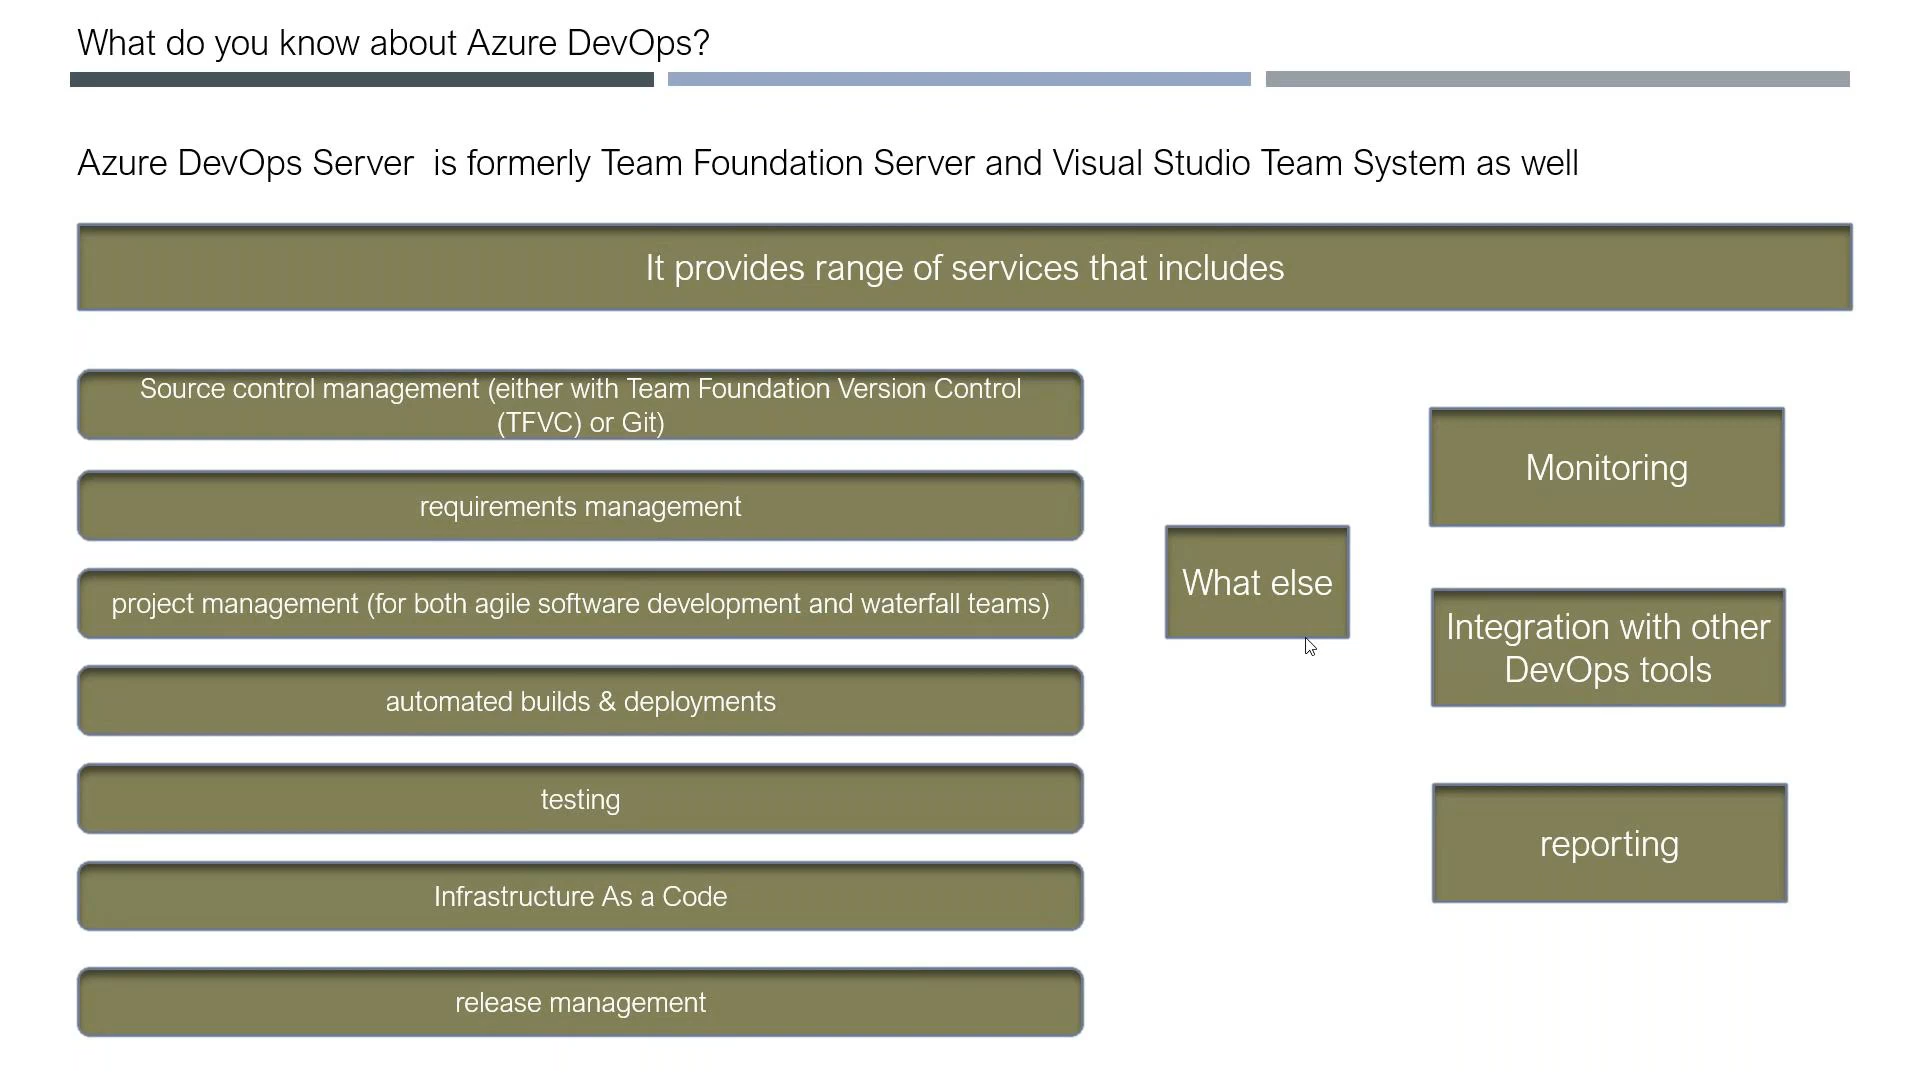 What do you know about Azure DevOps?
Azure DevOps Server is formerly Team Foundation Server and Visual Studio Team System as well
It provides range of services that includes
Source control management (either with Team Foundation Version Control
(TFVC) or Git)
requirements management
project management (for both agile software development and waterfall teams)
automated builds & deployments
testing
Infrastructure As a Code
release management
What else
Monitoring
Integration with other
DevOps tools
reporting